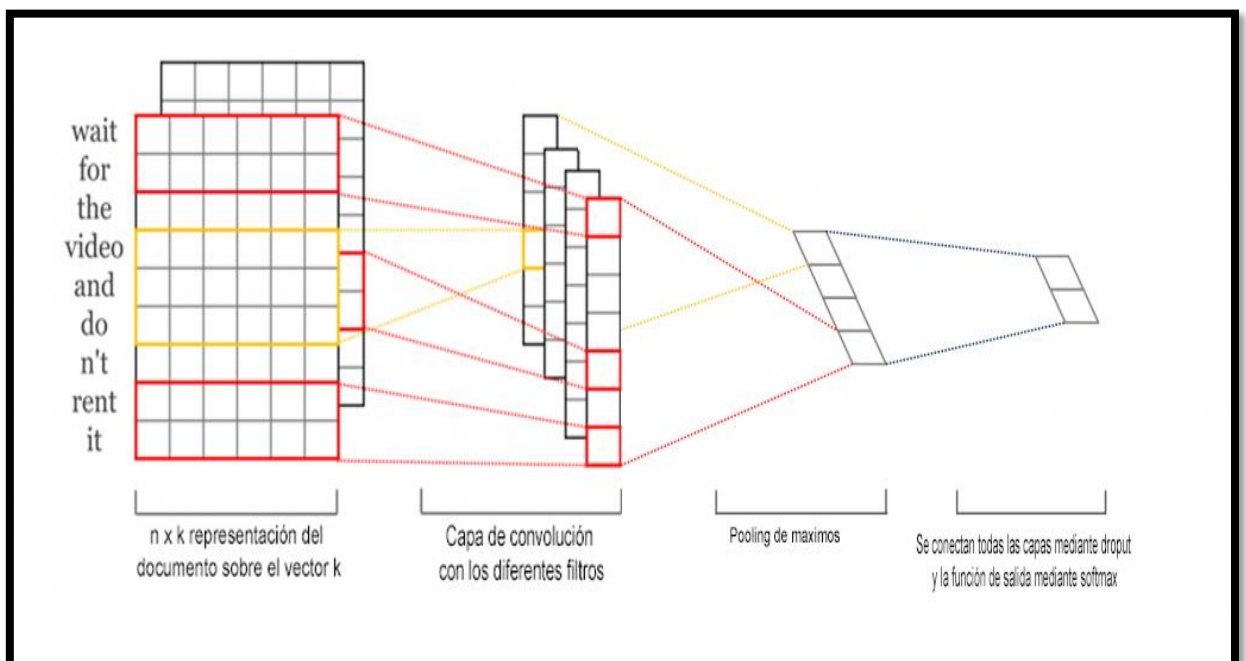 wait
for
the
video
and
do
n't
rent
it
n x k representación del
documento sobre el vector k
Capa de convolución
con los diferentes filtros
Pooling de maximos
Se conectan todas las capas mediante droput
y la función de salida mediante softmax